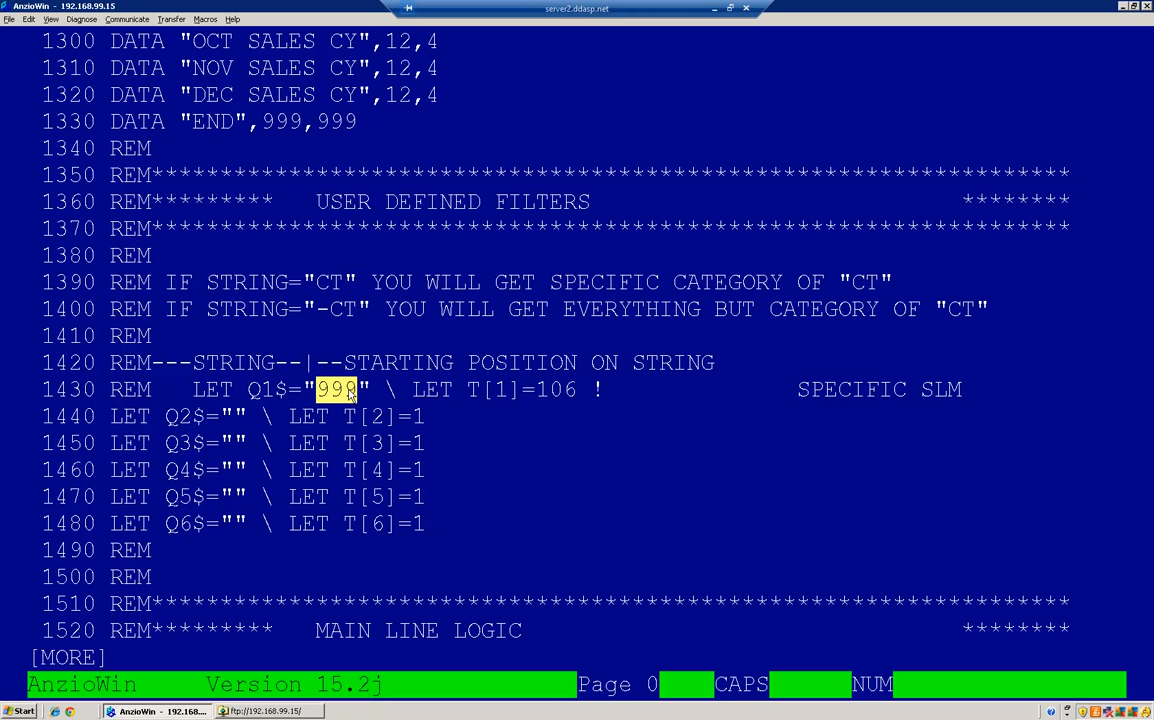 AnzioWin - 192.168.99.15
server2.ddasp.net
File Edit View Diagnose Communicate Transfer Macros Help
1300 DATA "OCT SALES CY",12,4
1310 DATA "NOV SALES CY",12,4
1320 DATA "DEC SALES CY",12,4
1330 DATA "END",999,999
1340 REM
1350 REM*******************************************************************
1360 REM********* USER DEFINED FILTERS ********
1370 REM*******************************************************************
1380 REM
1390 REM IF STRING="CT" YOU WILL GET SPECIFIC CATEGORY OF "CT"
1400 REM IF STRING="-CT" YOU WILL GET EVERYTHING BUT CATEGORY OF "CT"
1410 REM
1420 REM---STRING--|--STARTING POSITION ON STRING
1430 REM LET Q1$="999" \ LET T[1]=106 ! SPECIFIC SLM
1440 LET Q2$="" \ LET T[2]=1
1450 LET Q3$="" \ LET T[3]=1
1460 LET Q4$="" \ LET T[4]=1
1470 LET Q5$="" \ LET T[5]=1
1480 LET Q6$="" \ LET T[6]=1
1490 REM
1500 REM
1510 REM*******************************************************************
1520 REM********* MAIN LINE LOGIC ********
[MORE]
AnzioWin Version 15.2j Page 0 CAPS NUM
Start AnzioWin - 192.168.... ftp://192.168.99.15/